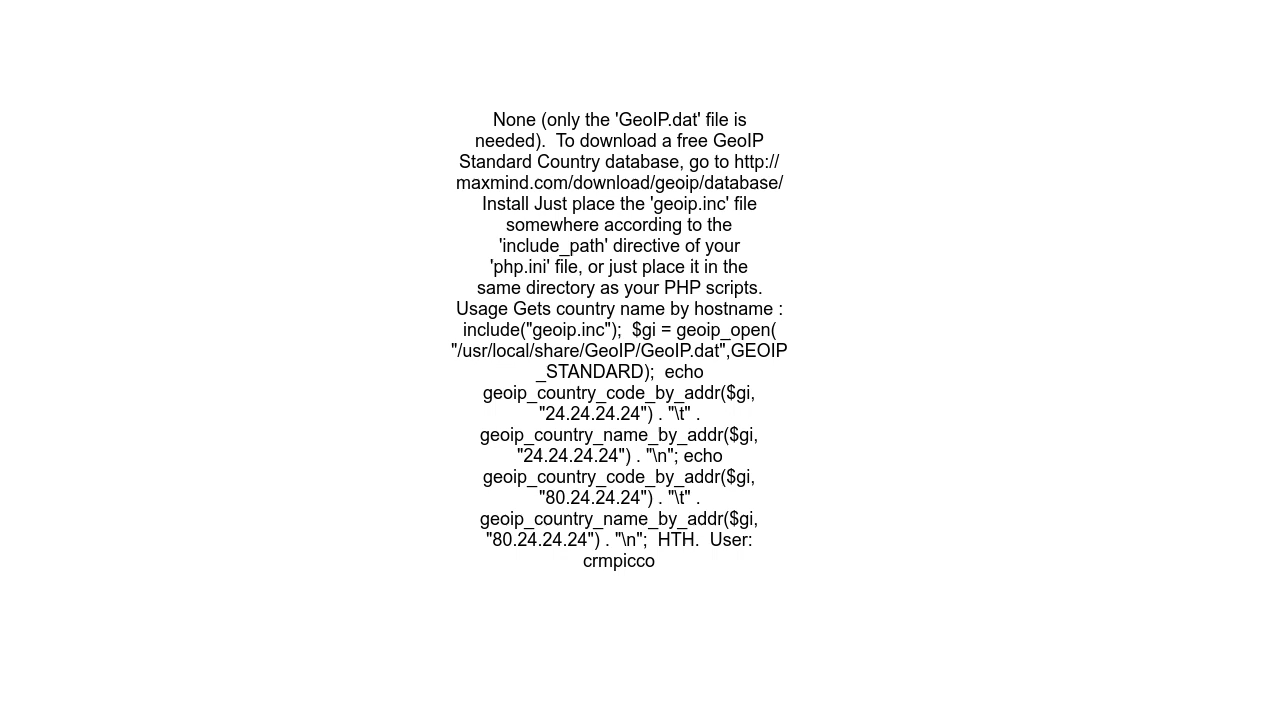 None (only the 'GeoIP.dat' file is
needed).  To download a free GeoIP
Standard Country database, go to http://
maxmind.com/download/geoip/database/
Install Just place the 'geoip.inc' file
somewhere according to the
'include_path' directive of your
'php.ini' file, or just place it in the
same directory as your PHP scripts.
Usage Gets country name by hostname :
include("geoip.inc");  $gi = geoip_open(
"/usr/local/share/GeoIP/GeoIP.dat",GEOIP
_STANDARD);  echo
geoip_country_code_by_addr($gi,
"24.24.24.24") . "\t" .
geoip_country_name_by_addr($gi,
"24.24.24.24") . "\n"; echo
geoip_country_code_by_addr($gi,
"80.24.24.24") . "\t" .
geoip_country_name_by_addr($gi,
"80.24.24.24") . "\n";  HTH.  User:
crmpicco